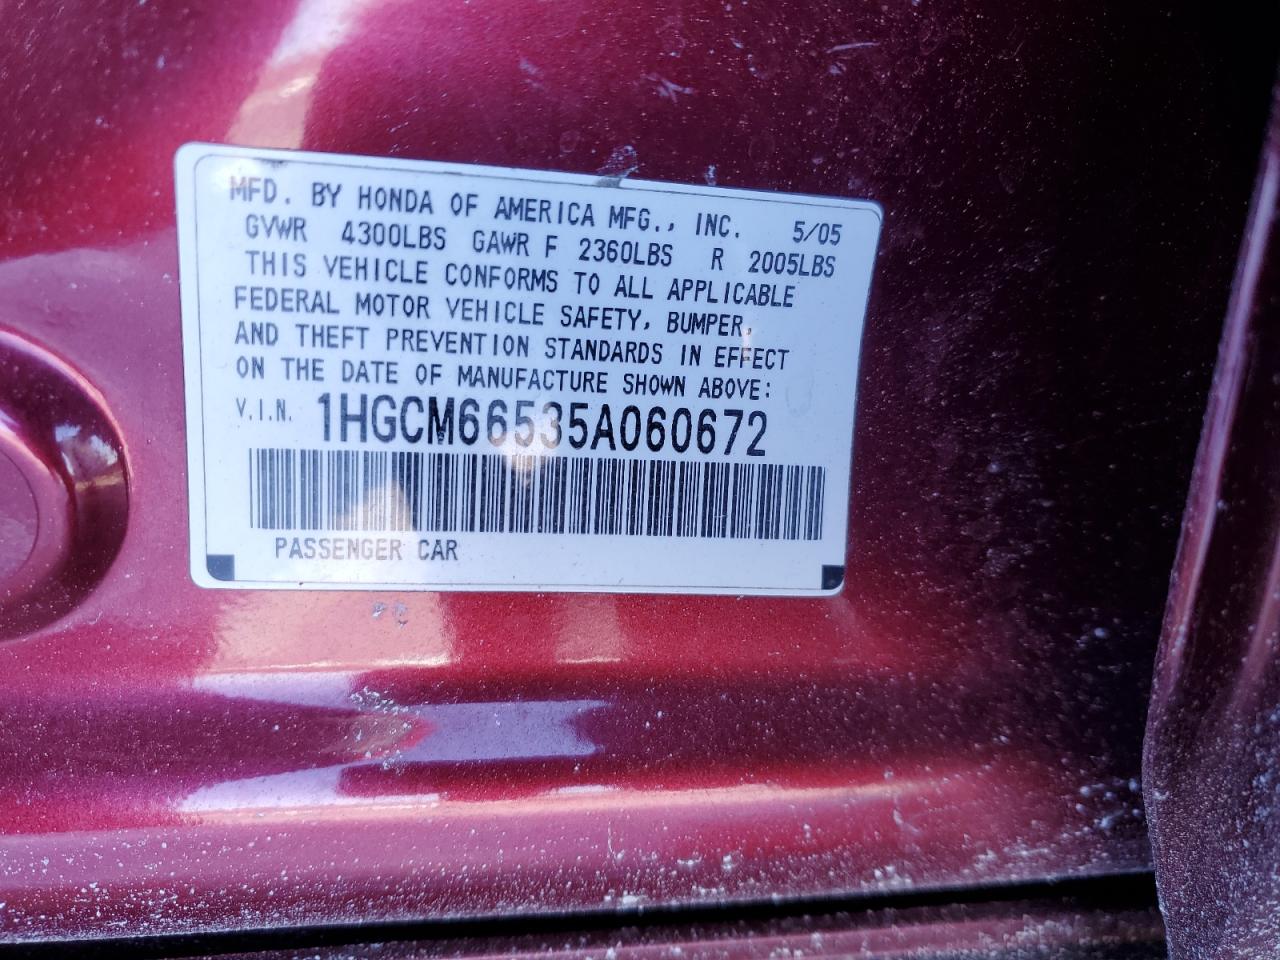 MFD. BY HONDA OF AMERICA MFG., INC. 5/05
GVWR 4300LBS GAWR F 2360LBS R 2005LBS
THIS VEHICLE CONFORMS TO ALL APPLICABLE
FEDERAL MOTOR VEHICLE SAFETY, BUMPER,
AND THEFT PREVENTION STANDARDS IN EFFECT
ON THE DATE OF MANUFACTURE SHOWN ABOVE:
V.I.N. 1HGCM66535A060672
PASSENGER CAR